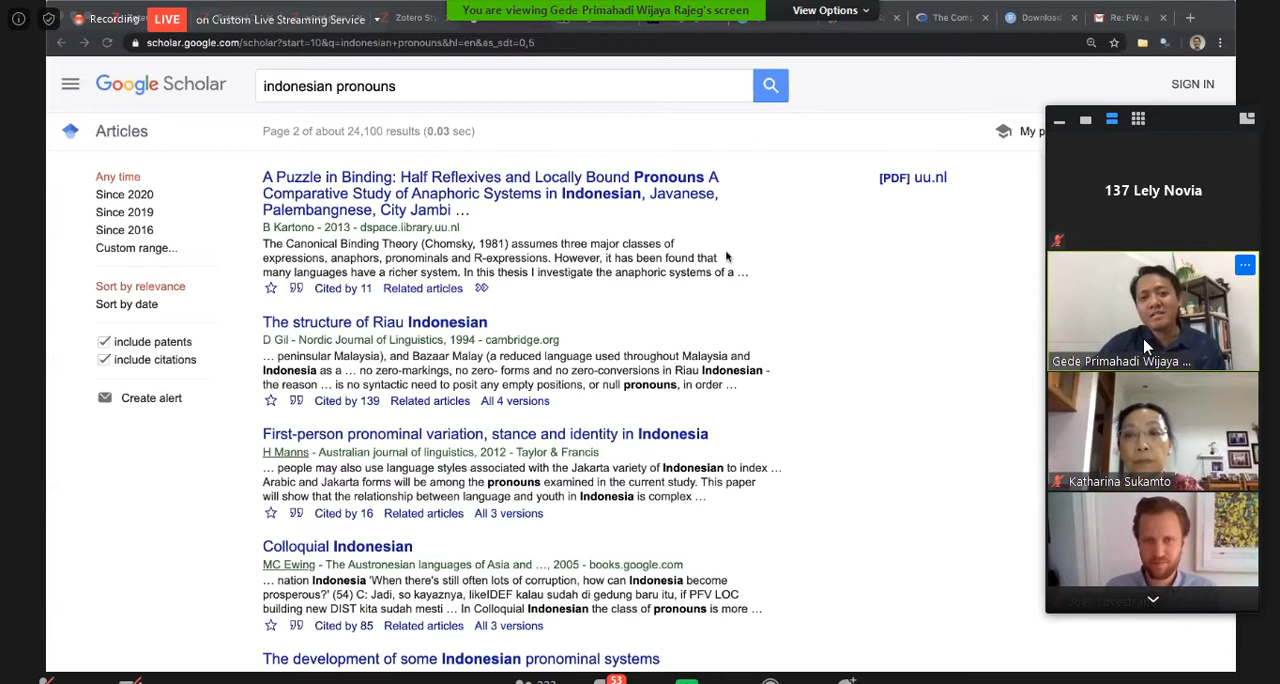 Recording
LIVE
on Custom Live Streaming Service
Zotero St
You are viewing Gede Primahadi Wijaya Rajeg's screen
View Options
The Comp
Download
Re: FW: a
scholar.google.com/scholar?start=10&q=indonesian+pronouns&hl=en&as_sdt=0,5
Google Scholar
indonesian pronouns
SIGN IN
Articles
Page 2 of about 24,100 results (0.03 sec)
My p
Any time
Since 2020
Since 2019
Since 2016
Custom range...
Sort by relevance
Sort by date
include patents
include citations
Create alert
A Puzzle in Binding: Half Reflexives and Locally Bound Pronouns A
Comparative Study of Anaphoric Systems in Indonesian, Javanese,
Palembangnese, City Jambi …
[PDF] uu.nl
B Kartono - 2013 - dspace.library.uu.nl
The Canonical Binding Theory (Chomsky, 1981) assumes three major classes of
expressions, anaphors, pronominals and R-expressions. However, it has been found that
many languages have a richer system. In this thesis I investigate the anaphoric systems of a …
Cited by 11 Related articles
The structure of Riau Indonesian
D Gil - Nordic Journal of Linguistics, 1994 - cambridge.org
… peninsular Malaysia), and Bazaar Malay (a reduced language used throughout Malaysia and
Indonesia as a … no zero-markings, no zero- forms and no zero-conversions in Riau Indonesian -
the reason … is no syntactic need to posit any empty positions, or null pronouns, in order …
Cited by 139 Related articles All 4 versions
First-person pronominal variation, stance and identity in Indonesia
H Manns - Australian journal of linguistics, 2012 - Taylor & Francis
… people may also use language styles associated with the Jakarta variety of Indonesian to index …
Arabic and Jakarta forms will be among the pronouns examined in the current study. This paper
will show that the relationship between language and youth in Indonesia is complex …
Cited by 16 Related articles All 3 versions
Colloquial Indonesian
MC Ewing - The Austronesian languages of Asia and …, 2005 - books.google.com
… nation Indonesia 'When there's still often lots of corruption, how can Indonesia become
prosperous?' (54) C: Jadi, so kayaznya, likeIDEF kalau sudah di gedung baru itu, if PFV LOC
building new DIST kita sudah mesti … In Colloquial Indonesian the class of pronouns is more …
Cited by 85 Related articles All 3 versions
The development of some Indonesian pronominal systems
137 Lely Novia
Gede Primahadi Wijaya ...
Katharina Sukamto
53